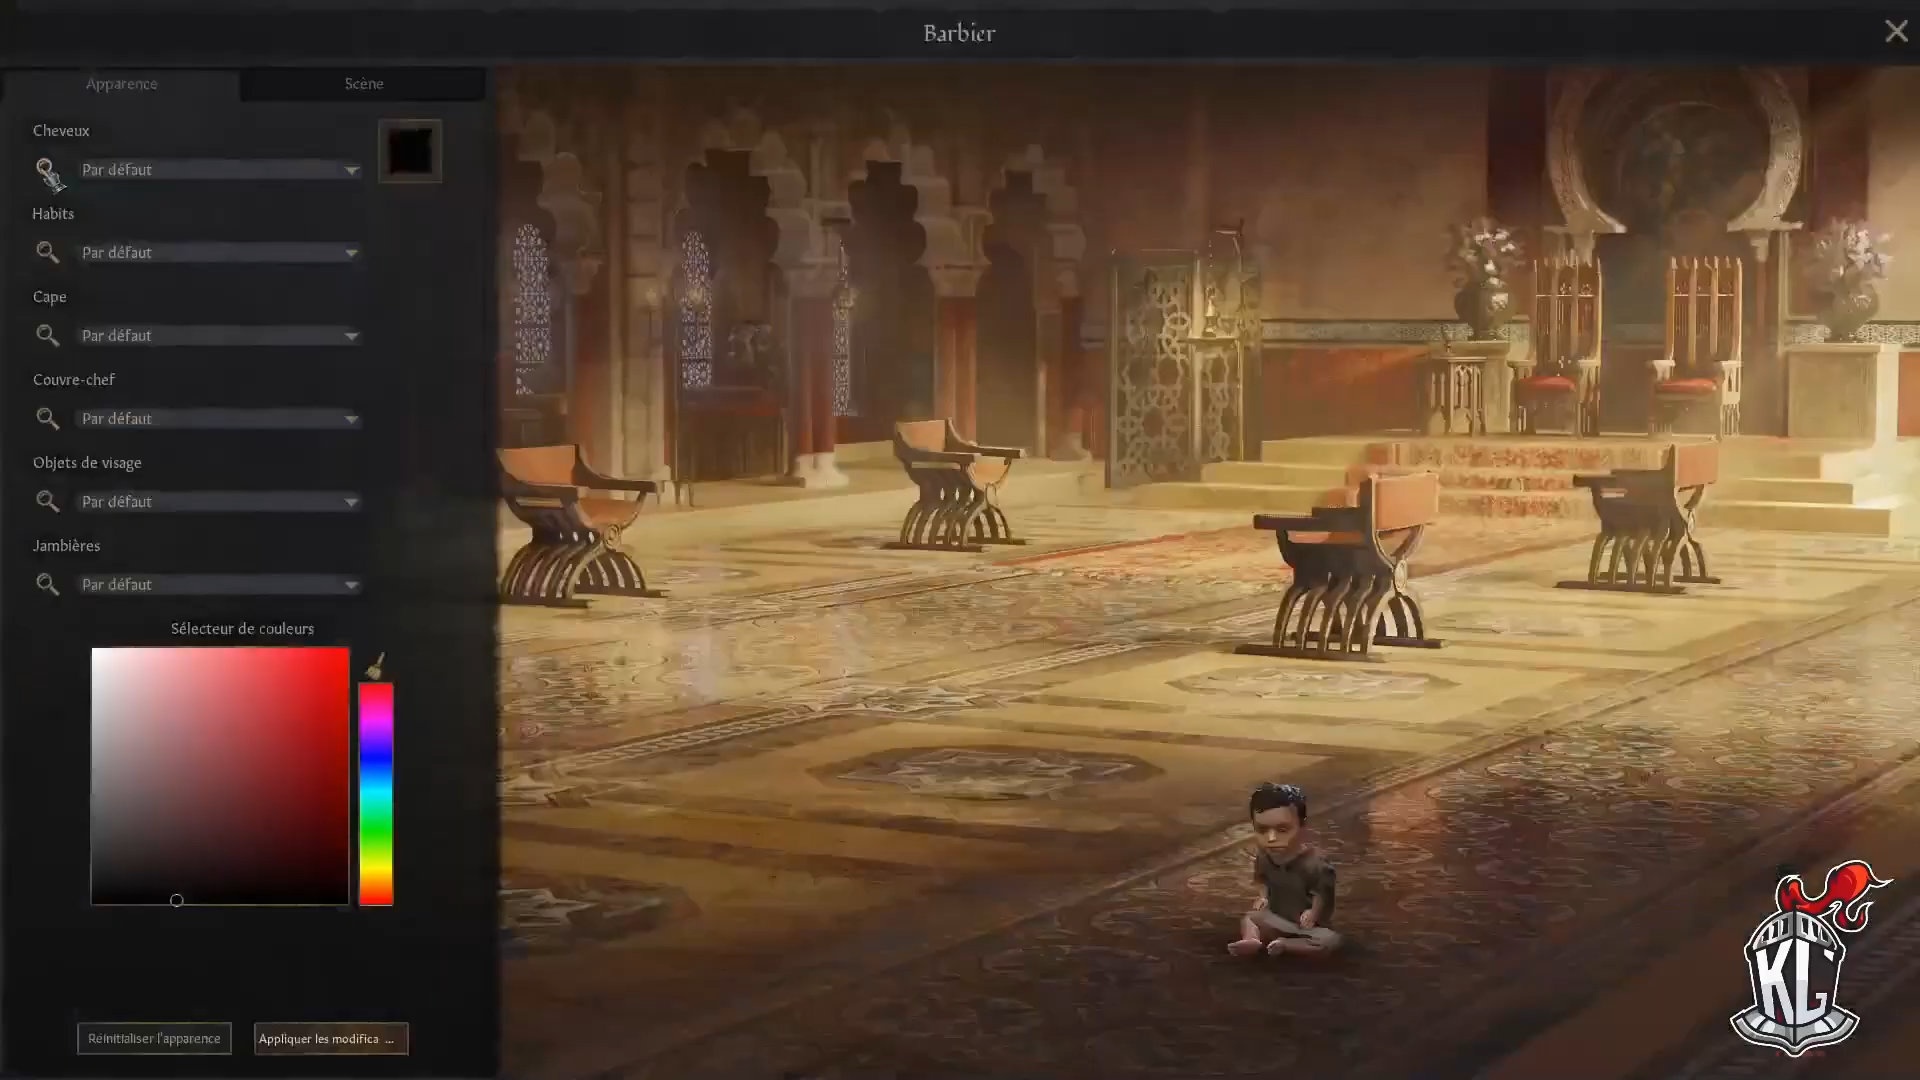 Barbier
Apparence
Scène
Cheveux
Par défaut
Habits
Par défaut
Cape
Par défaut
Couvre-chef
Par défaut
Objets de visage
Par défaut
Jambières
Par défaut
Sélecteur de couleurs
Réinitialiser l'apparence
Appliquer les modifica ...
KG